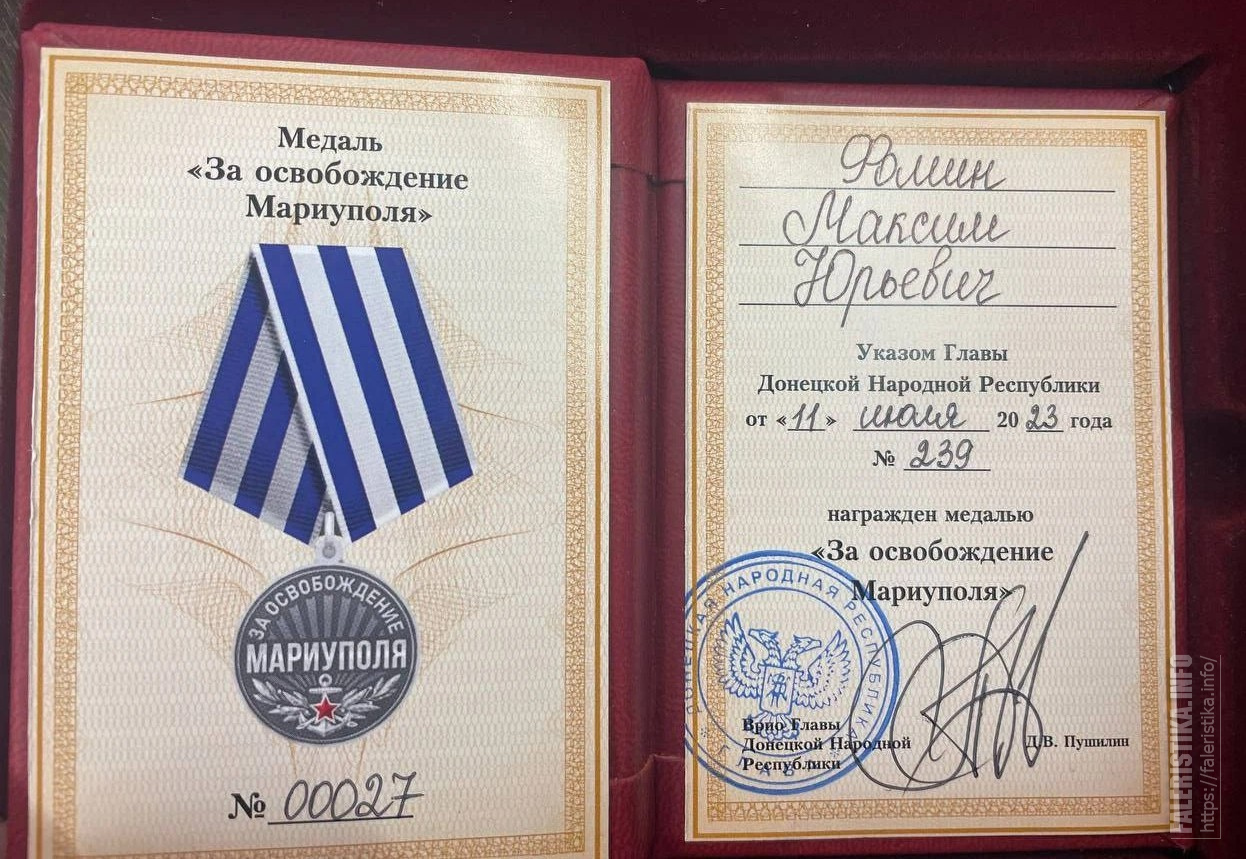 Медаль
«За освобождение
Мариуполя»
ЗА ОСВОБОЖДЕНИЕ
МАРИУПОЛЯ
№ 00027
Фомин
Максим
Юрьевич
Указом Главы
Донецкой Народной Республики
от «11» июля 2023 года
№ 239
награжден медалью
«За освобождение
Мариуполя»
ДОНЕЦКАЯ НАРОДНАЯ РЕСПУБЛИКА
* ГЛАВА *
Врио Главы
Донецкой Народной
Республики
Д.В. Пушилин
FALERISTIKA.INFO
https://faleristika.info/